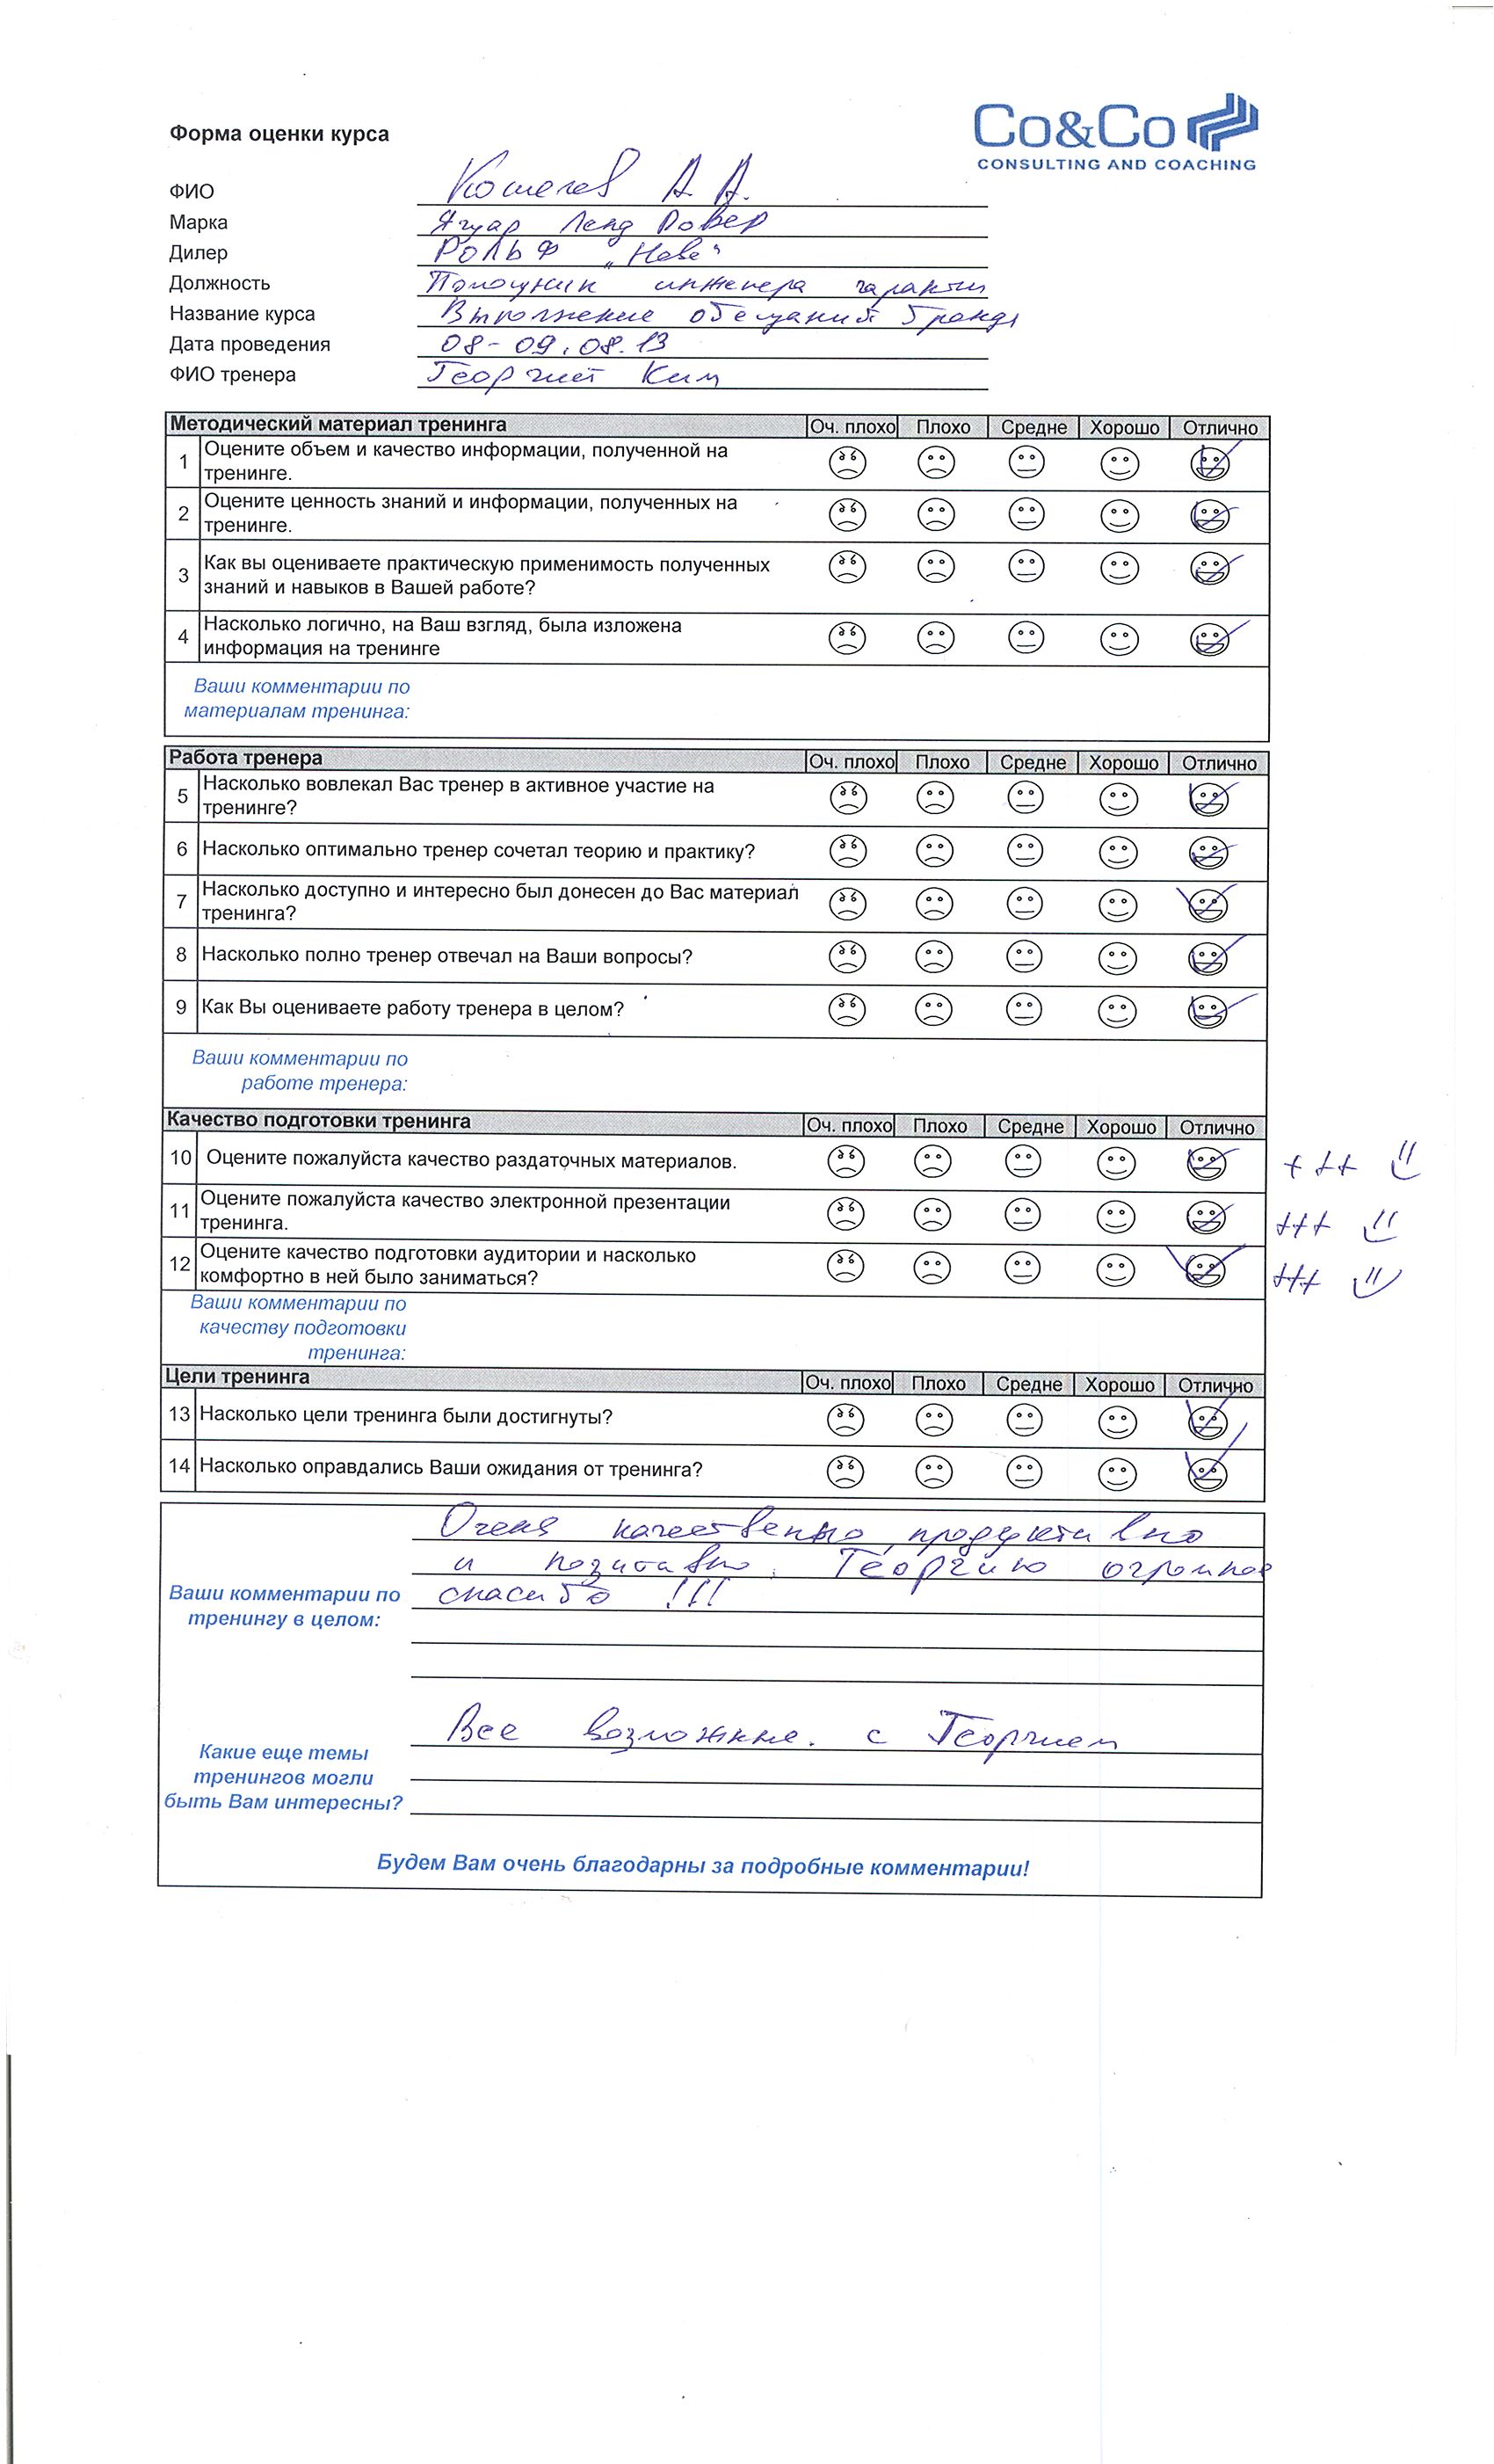 Co&Co
CONSULTING AND COACHING
Форма оценки курса
ФИО Кошелев А. А.
Марка Ягуар Ленд Ровер
Дилер РОЛЬФ "Нева"
Должность Помощник инженера гарантии
Название курса Выполнение обещаний бренда
Дата проведения 08-09.08.13
ФИО тренера Георгий Ким
Методический материал тренинга Оч. плохо Плохо Средне Хорошо Отлично
1 Оцените объем и качество информации, полученной на
тренинге.
2 Оцените ценность знаний и информации, полученных на
тренинге.
3 Как вы оцениваете практическую применимость полученных
знаний и навыков в Вашей работе?
4 Насколько логично, на Ваш взгляд, была изложена
информация на тренинге
Ваши комментарии по
материалам тренинга:
Работа тренера Оч. плохо Плохо Средне Хорошо Отлично
5 Насколько вовлекал Вас тренер в активное участие на
тренинге?
6 Насколько оптимально тренер сочетал теорию и практику?
7 Насколько доступно и интересно был донесен до Вас материал
тренинга?
8 Насколько полно тренер отвечал на Ваши вопросы?
9 Как Вы оцениваете работу тренера в целом?
Ваши комментарии по
работе тренера:
Качество подготовки тренинга Оч. плохо Плохо Средне Хорошо Отлично
10 Оцените пожалуйста качество раздаточных материалов. +++
11 Оцените пожалуйста качество электронной презентации
тренинга. +++
12 Оцените качество подготовки аудитории и насколько
комфортно в ней было заниматься? +++
Ваши комментарии по
качеству подготовки
тренинга:
Цели тренинга Оч. плохо Плохо Средне Хорошо Отлично
13 Насколько цели тренинга были достигнуты?
14 Насколько оправдались Ваши ожидания от тренинга?
Очень качественно, продуктивно
и позитивно. Георгию огромное
Ваши комментарии по спасибо !!!
тренингу в целом:
Все возможные. с Георгием
Какие еще темы
тренингов могли
быть Вам интересны?
Будем Вам очень благодарны за подробные комментарии!